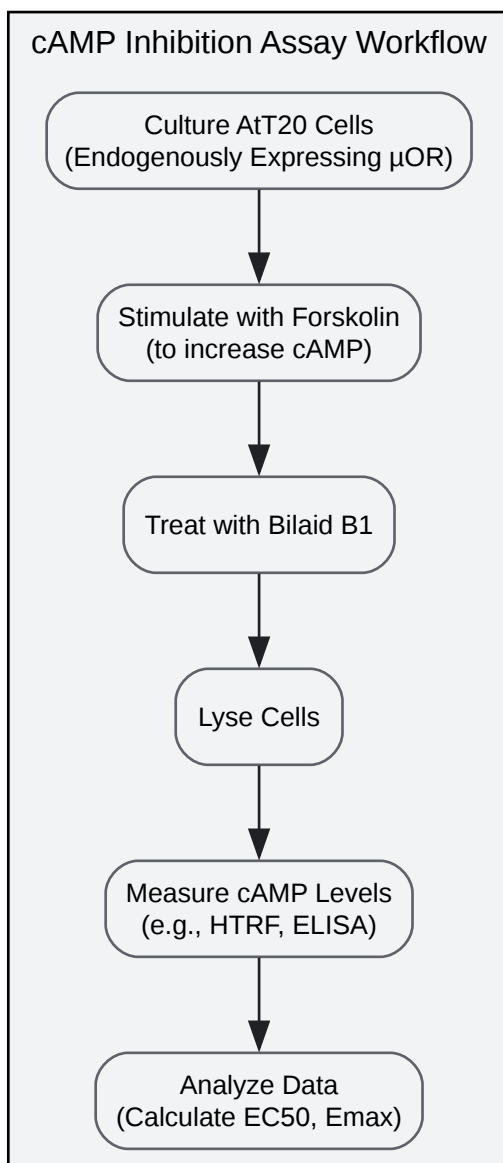 cAMP Inhibition Assay Workflow
Culture AtT20 Cells
(Endogenously Expressing µOR)
Stimulate with Forskolin
(to increase cAMP)
Treat with Bilaid B1
Lyse Cells
Measure cAMP Levels
(e.g., HTRF, ELISA)
Analyze Data
(Calculate EC50, Emax)